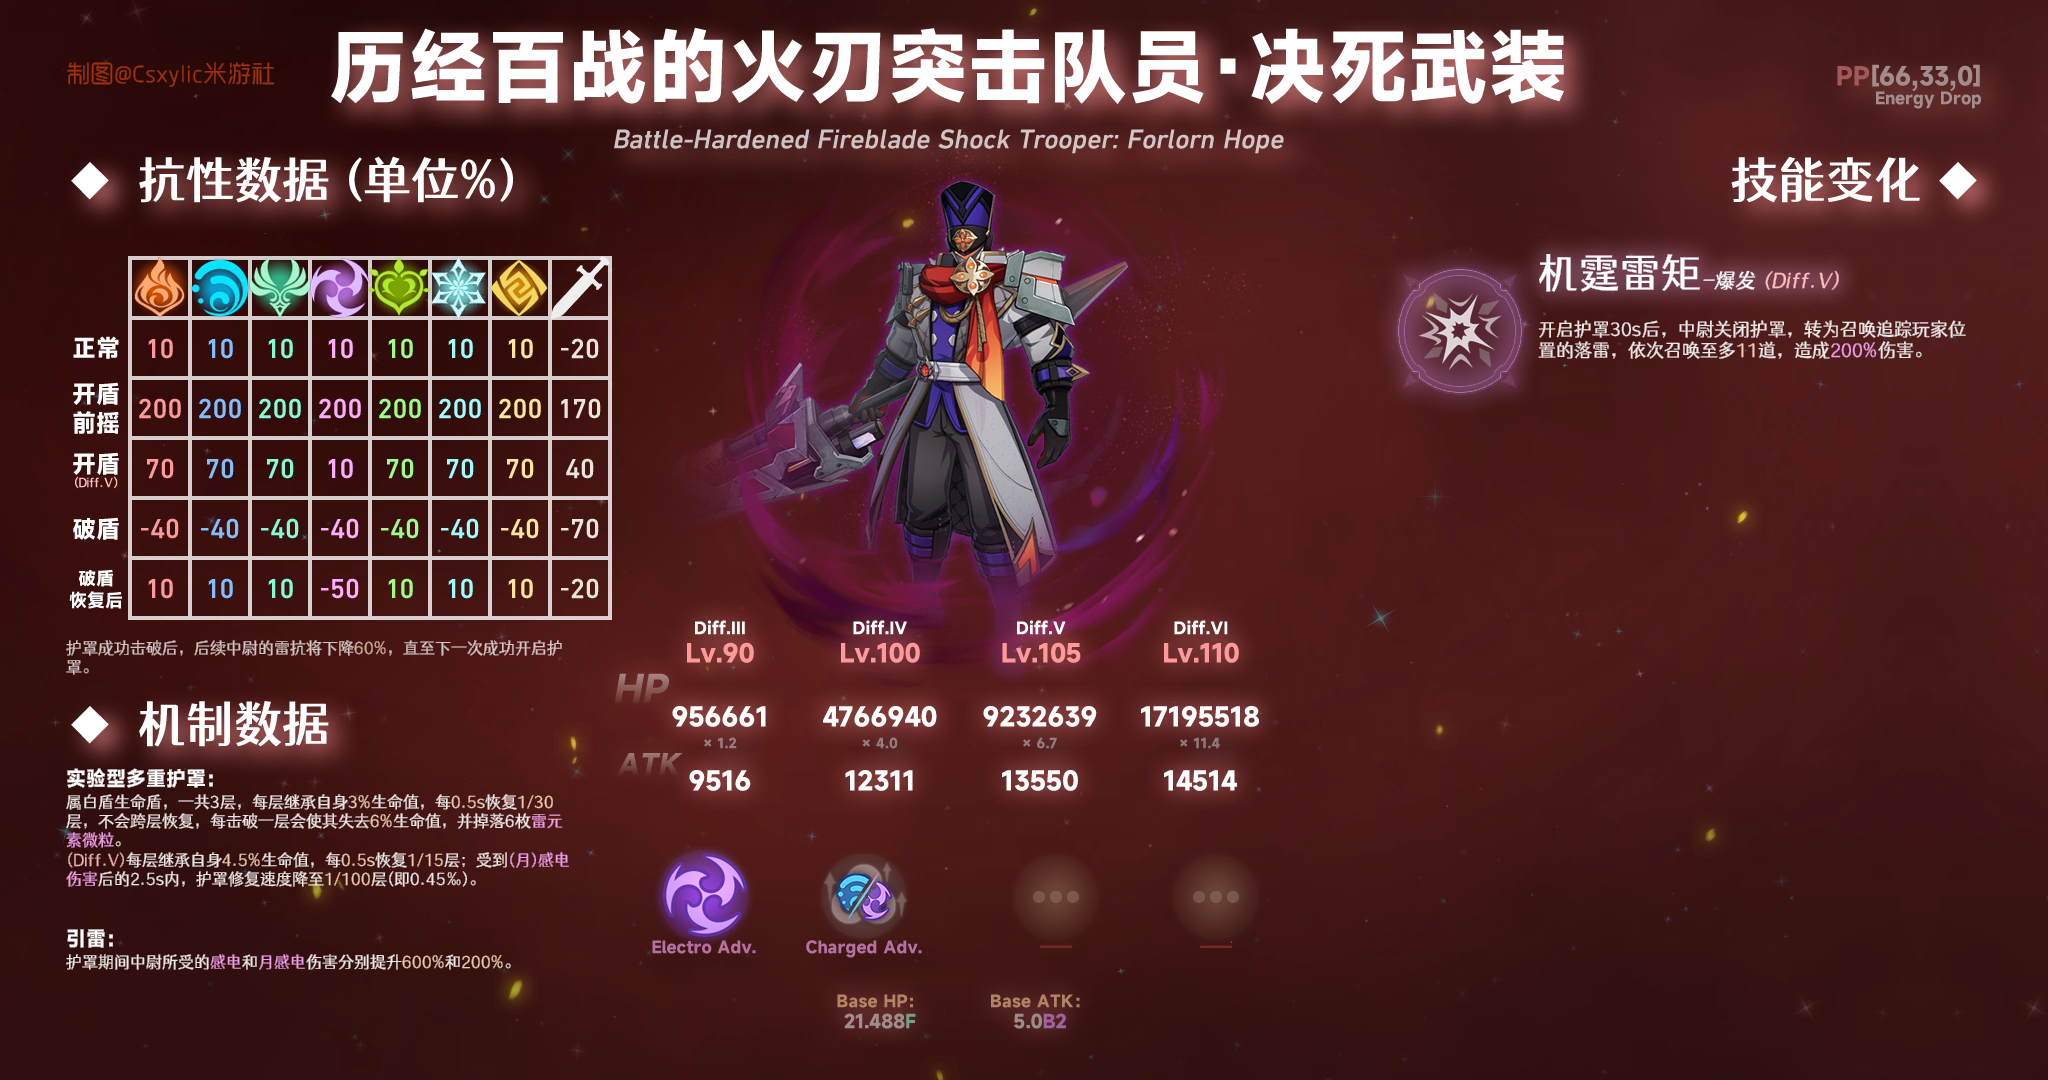 制图@Csxylic米游社
历经百战的火刃突击队员·决死武装
PP[66,33,0]
Energy Drop
Battle-Hardened Fireblade Shock Trooper: Forlorn Hope
抗性数据 (单位%)
正常 10 10 10 10 10 10 10 -20
开盾
前摇
200 200 200 200 200 200 200 170
开盾
(Diff.V)
70 70 70 10 70 70 70 40
破盾 -40 -40 -40 -40 -40 -40 -40 -70
破盾
恢复后
10 10 10 -50 10 10 10 -20
护罩成功击破后，后续中尉的雷抗将下降60%，直至下一次成功开启护
罩。
机制数据
实验型多重护罩：
属白盾生命盾，一共3层，每层继承自身3%生命值，每0.5s恢复1/30
层，不会跨层恢复，每击破一层会使其失去6%生命值，并掉落6枚雷元
素微粒。
(Diff.V)每层继承自身4.5%生命值，每0.5s恢复1/15层；受到(月)感电
伤害后的2.5s内，护罩修复速度降至1/100层(即0.45‰)。
引雷：
护罩期间中尉所受的感电和月感电伤害分别提升600%和200%。
Diff.III Diff.IV Diff.V Diff.VI
Lv.90 Lv.100 Lv.105 Lv.110
HP
956661 4766940 9232639 17195518
× 1.2 × 4.0 × 6.7 × 11.4
ATK
9516 12311 13550 14514
Electro Adv. Charged Adv.
Base HP: Base ATK:
21.488F 5.0B2
技能变化
机霆雷矩-爆发 (Diff.V)
开启护罩30s后，中尉关闭护罩，转为召唤追踪玩家位
置的落雷，依次召唤至多11道，造成200%伤害。